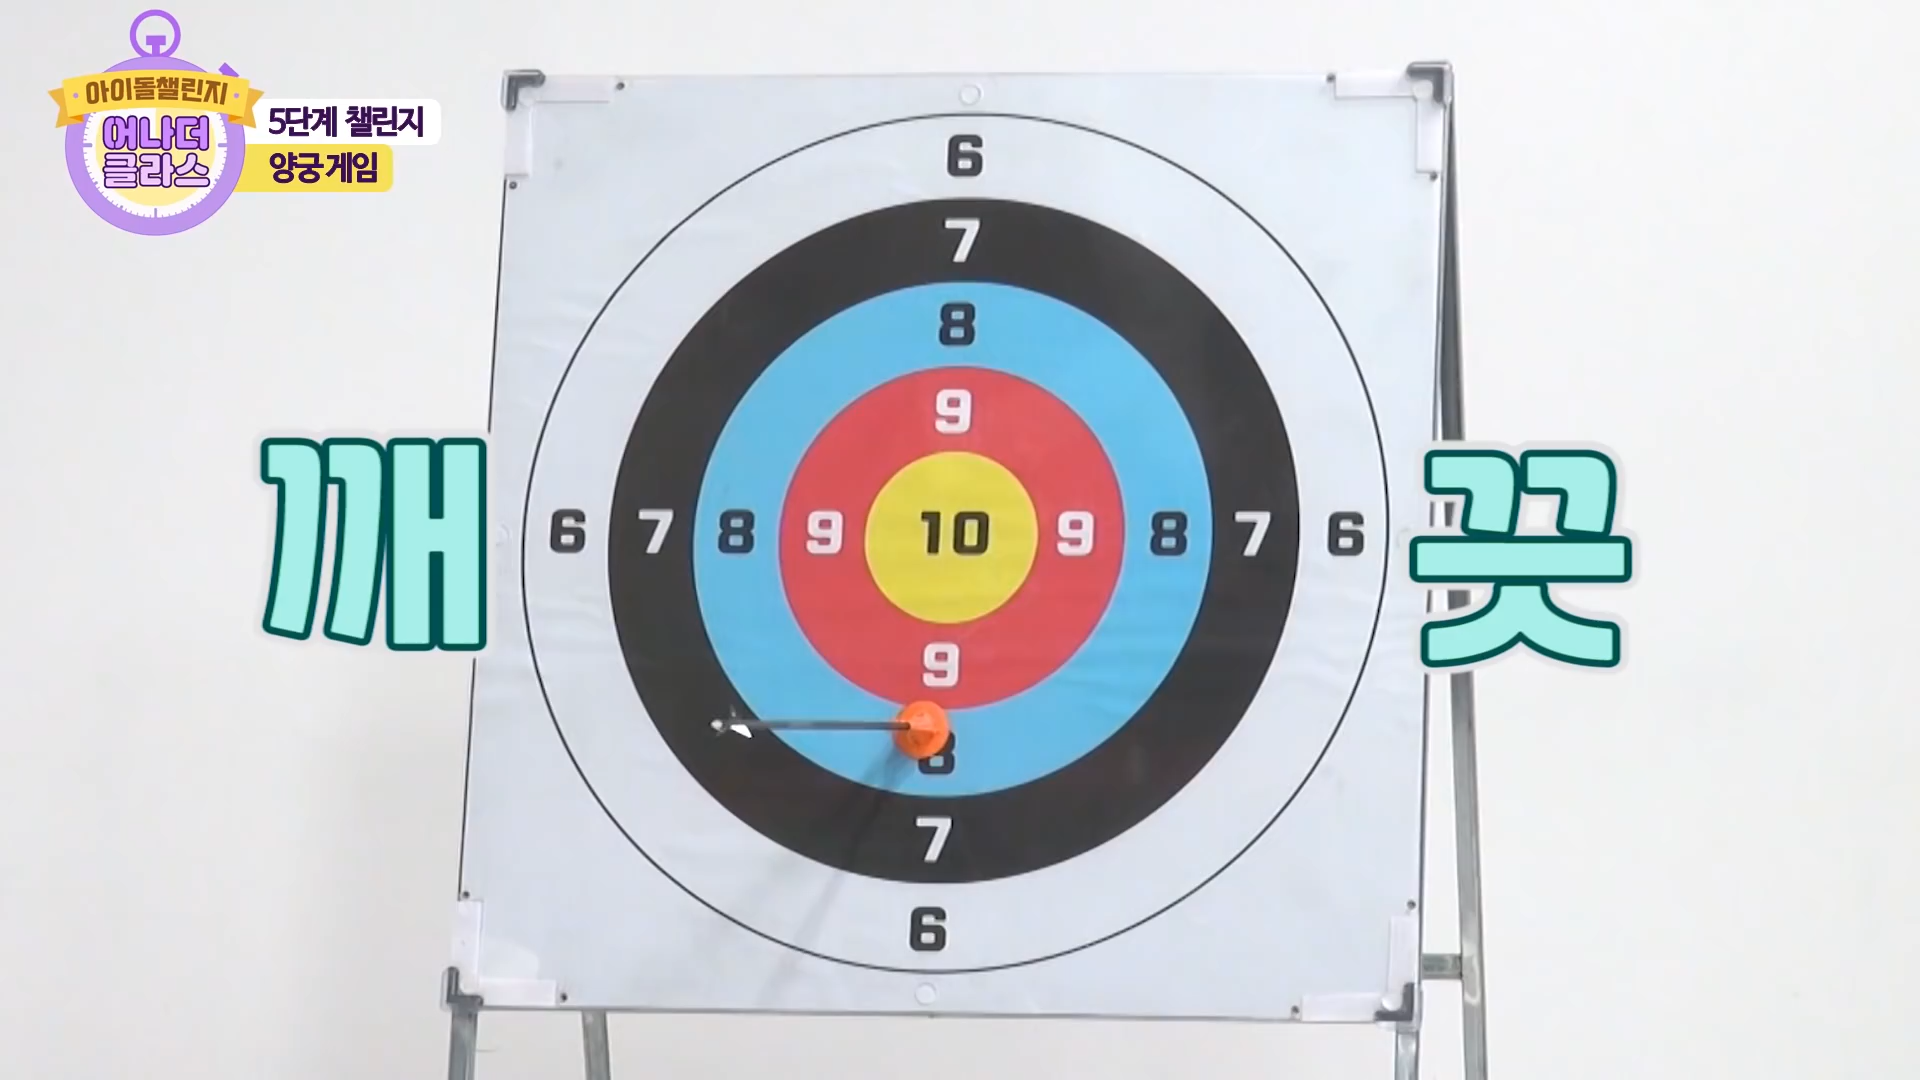 아이돌챌린지
어나더
클라스
5단계 챌린지
양궁게임
6
7
8
9
깨 6 7 8 9 10 9 8 7 6 끗
9
8
7
6